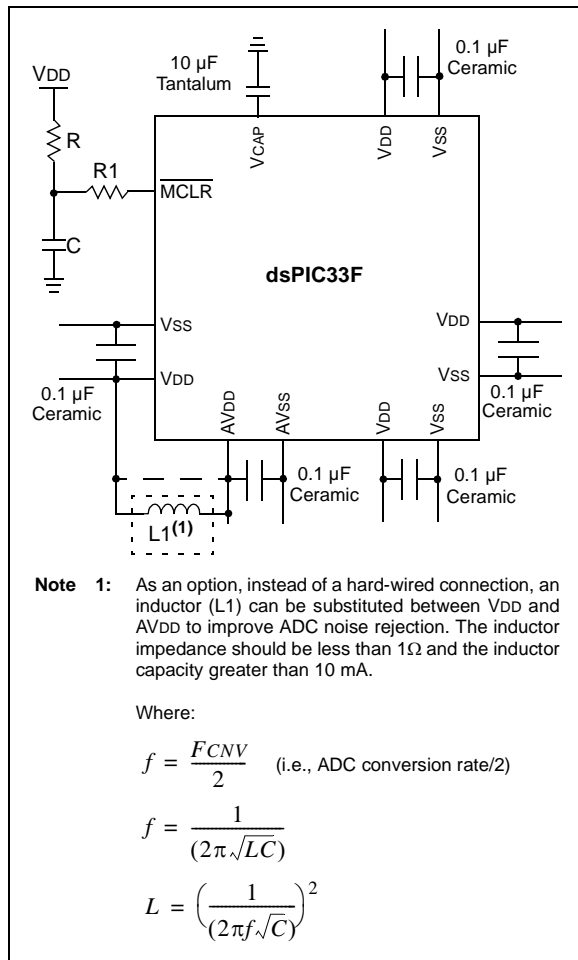 VDD
10 µF
Tantalum
0.1 µF
Ceramic
R
R1
C
MCLR
VCAP
VDD
VSS
dsPIC33F
VSS
VDD
0.1 µF
Ceramic
VDD
VSS
0.1 µF
Ceramic
AVDD
AVSS
VDD
VSS
0.1 µF
Ceramic
0.1 µF
Ceramic
L1(1)
Note 1: As an option, instead of a hard-wired connection, an
inductor (L1) can be substituted between VDD and
AVDD to improve ADC noise rejection. The inductor
impedance should be less than 1Ω and the inductor
capacity greater than 10 mA.
Where:
f = FCNV / 2 (i.e., ADC conversion rate/2)
f = 1 / (2π√LC)
L = (1 / (2πf√C))²